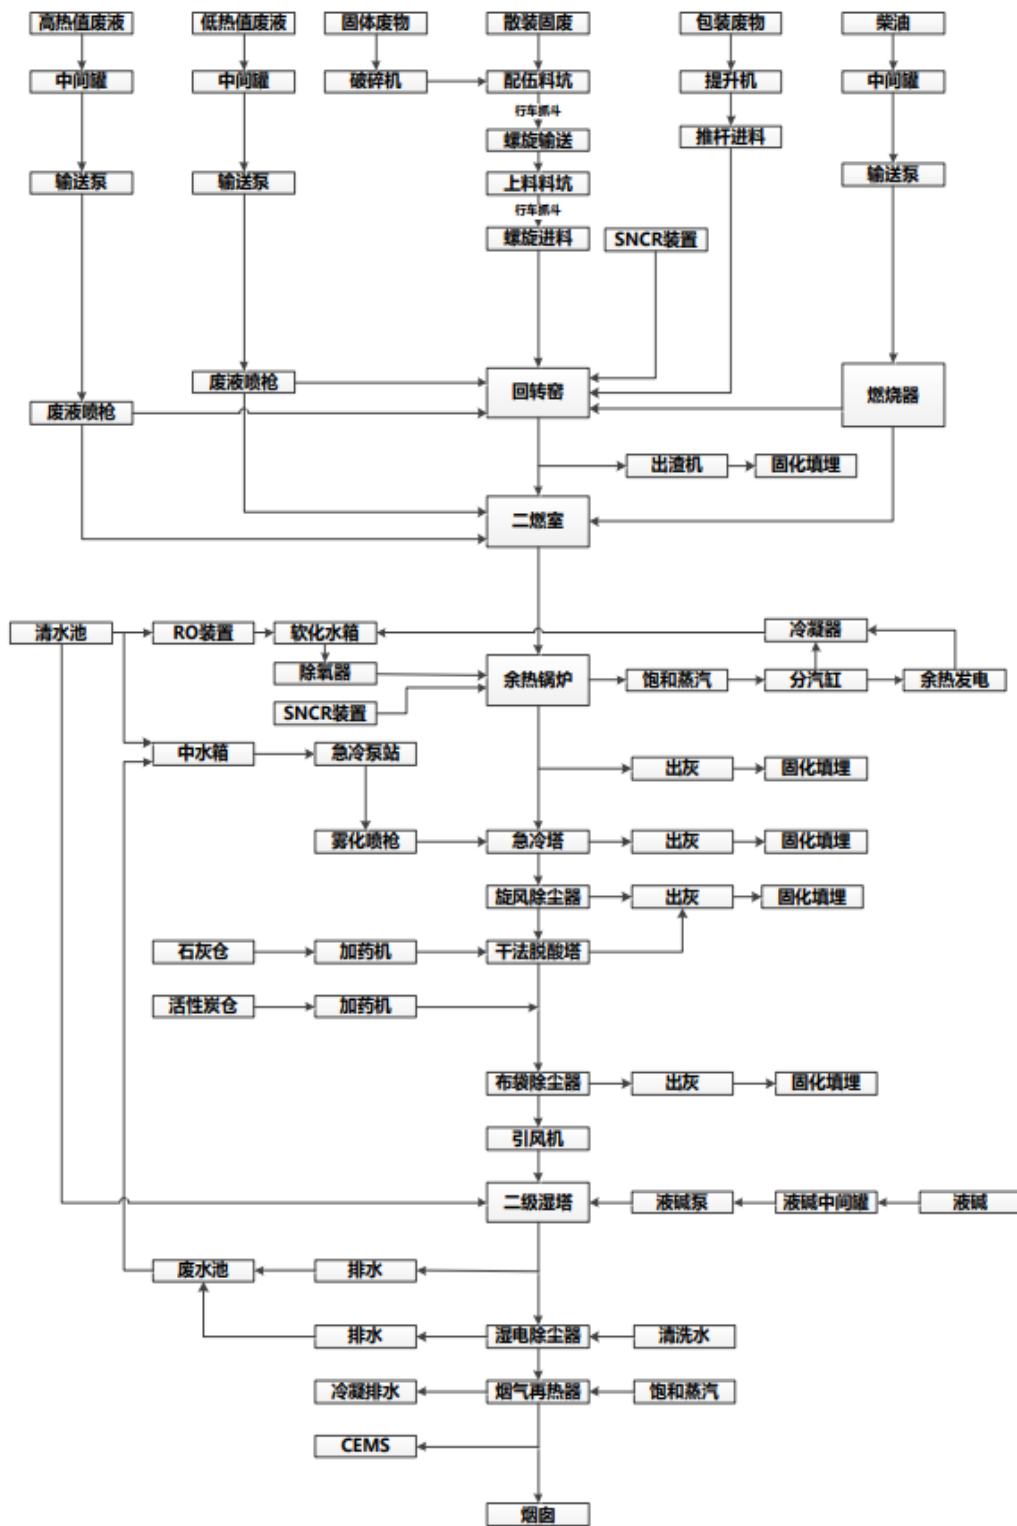 高热值废液 低热值废液 固体废物 散装固废 包装废物 柴油
中间罐 中间罐 破碎机 配伍料坑 提升机 中间罐
行车抓斗
螺旋输送 推杆进料
输送泵 输送泵 上料料坑 输送泵
行车抓斗
螺旋进料 SNCR装置
废液喷枪 回转窑 燃烧器
废液喷枪
出渣机 固化填埋
二燃室
清水池 RO装置 软化水箱 冷凝器
除氧器 余热锅炉 饱和蒸汽 分汽缸 余热发电
SNCR装置
中水箱 急冷泵站
出灰 固化填埋
雾化喷枪 急冷塔 出灰 固化填埋
旋风除尘器 出灰 固化填埋
石灰仓 加药机 干法脱酸塔
活性炭仓 加药机
布袋除尘器 出灰 固化填埋
引风机
二级湿塔 液碱泵 液碱中间罐 液碱
废水池 排水
排水 湿电除尘器 清洗水
冷凝排水 烟气再热器 饱和蒸汽
CEMS
烟囱